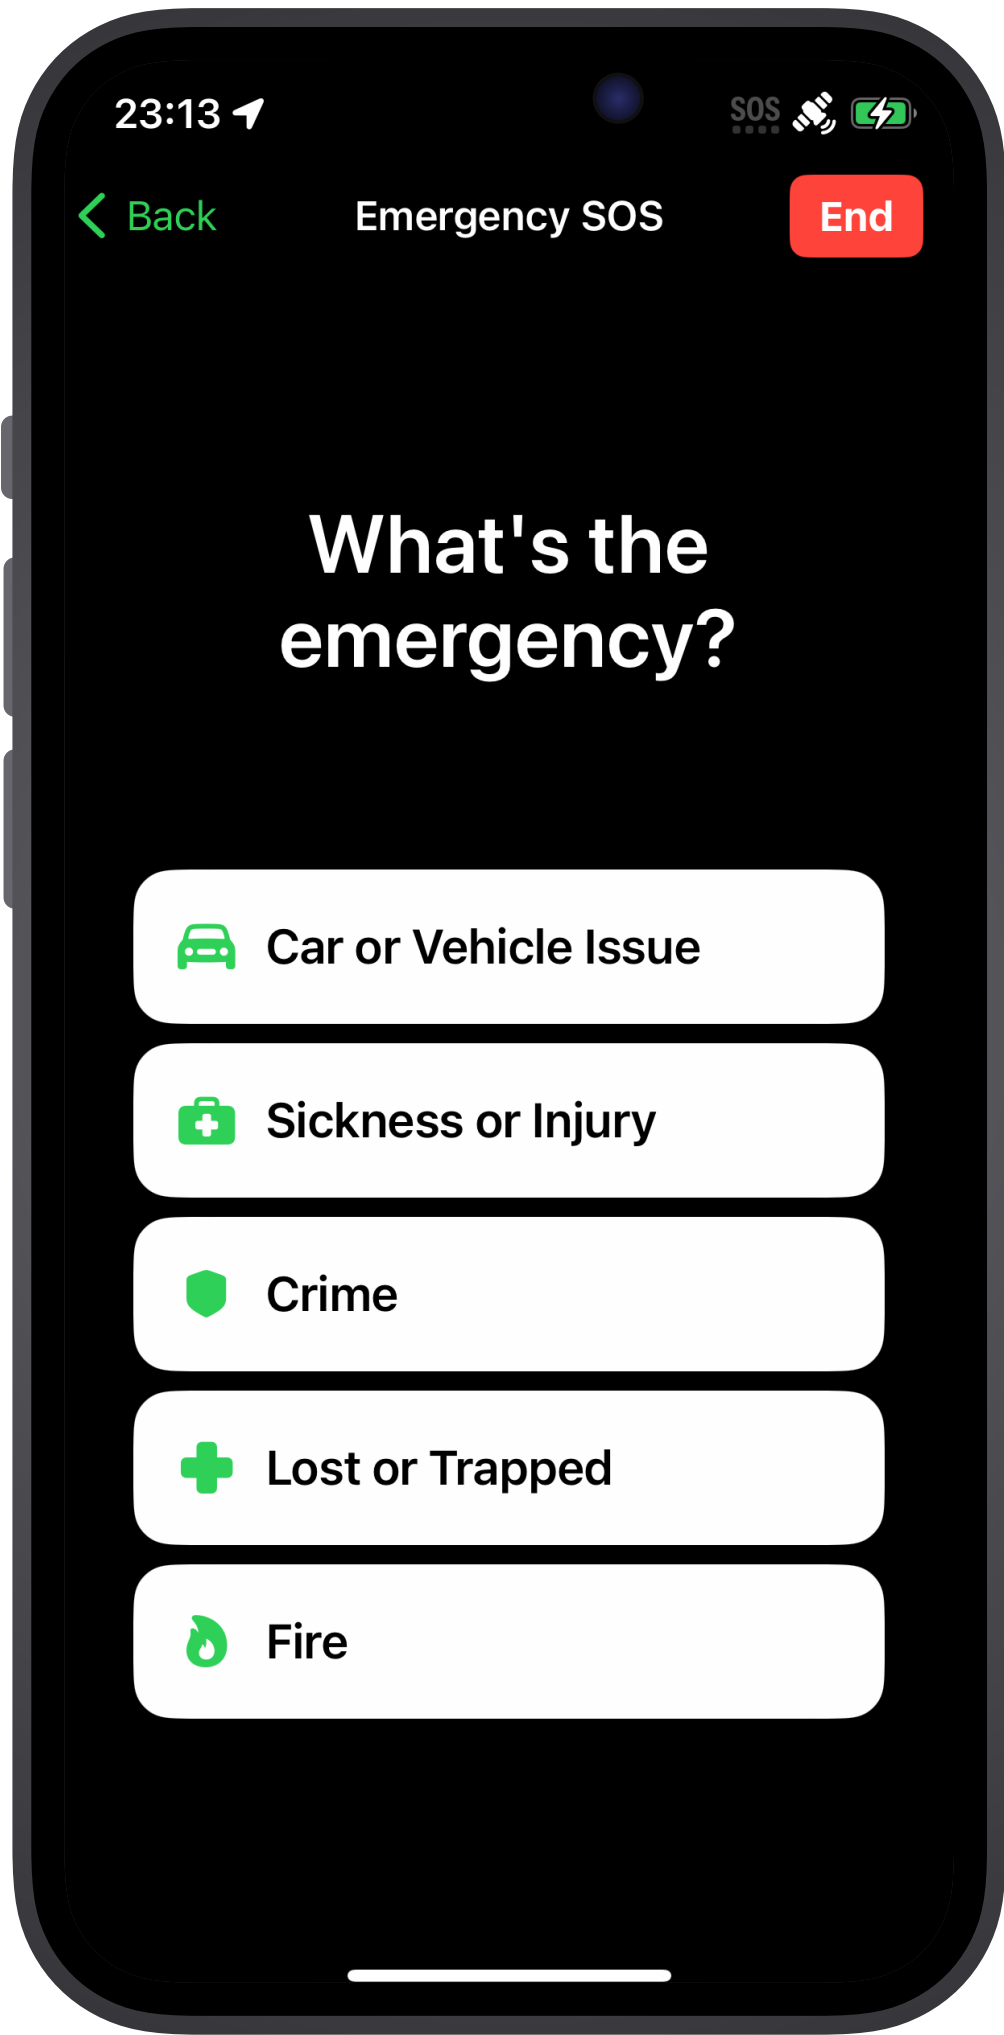 23:13 SOS
Back Emergency SOS End
What's the
emergency?
Car or Vehicle Issue
Sickness or Injury
Crime
Lost or Trapped
Fire